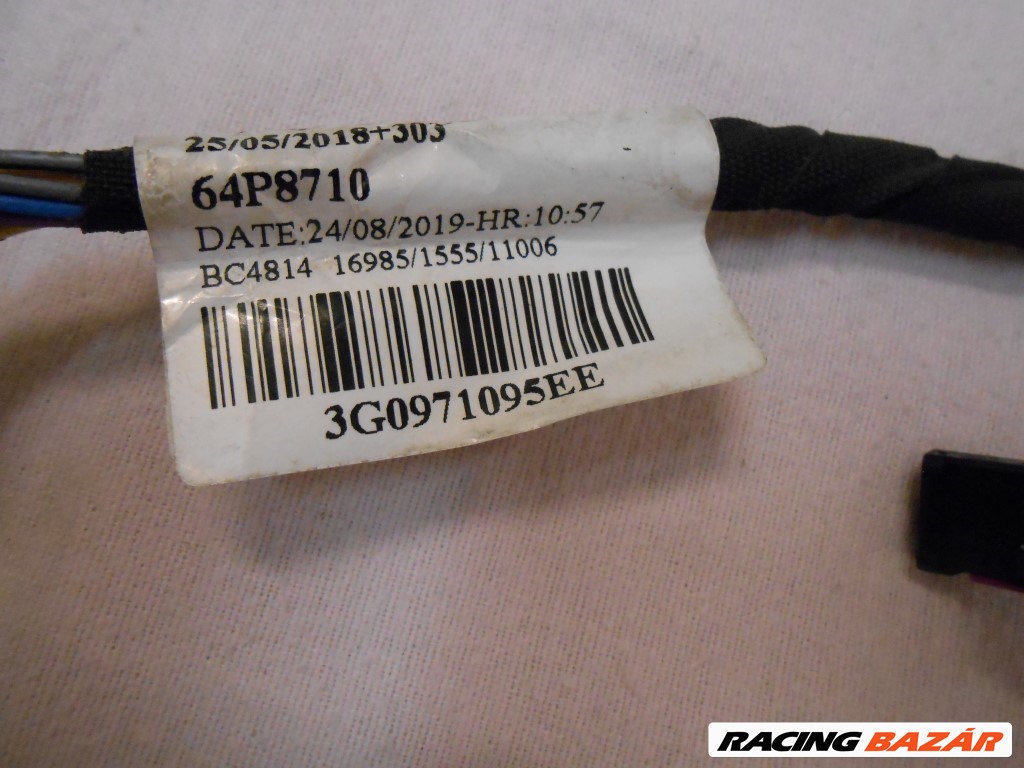 25/05/2018+303
64P8710
DATE:24/08/2019-HR:10:57
BC4814 16985/1555/11006
3G0971095EE
RACING BAZÁR